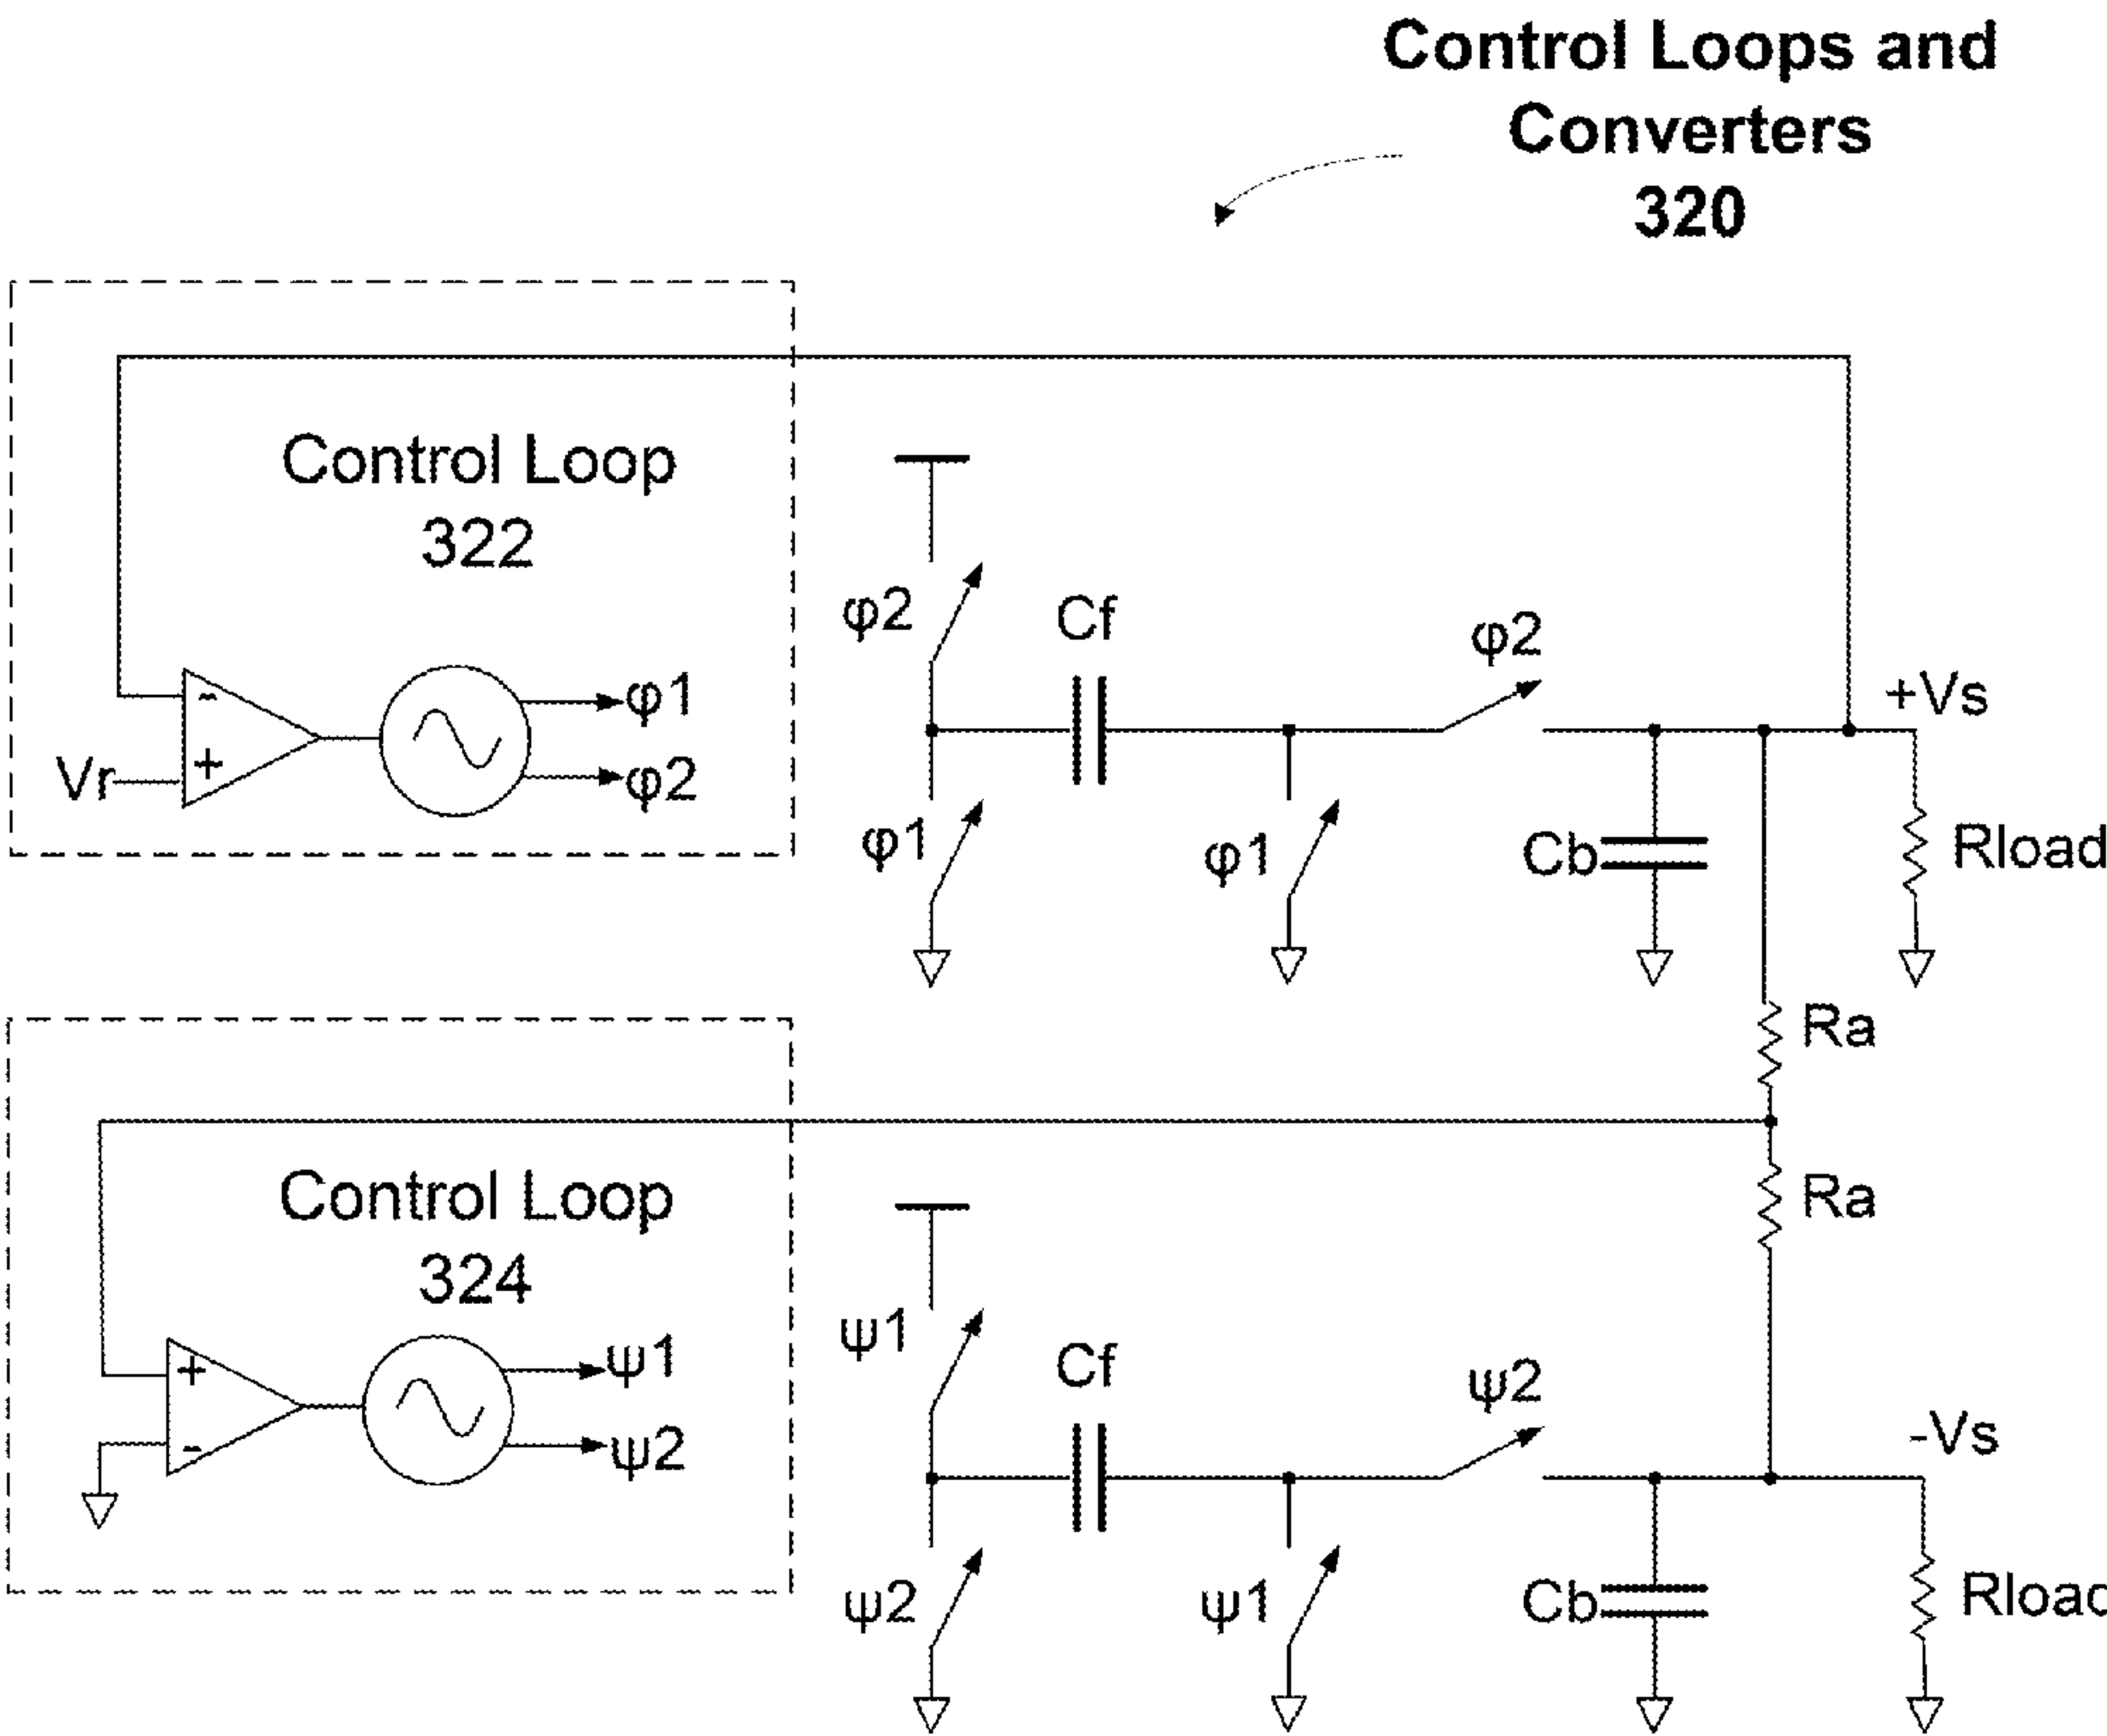 Control Loops and
Converters
320
Control Loop
322
φ2
Cf
φ2
+Vs
-
+
Vr
φ1
φ2
φ1
φ1
Cb
Rload
Ra
Control Loop
324
Ra
ψ1
Cf
ψ2
-Vs
+
-
ψ1
ψ2
ψ2
ψ1
Cb
Rload